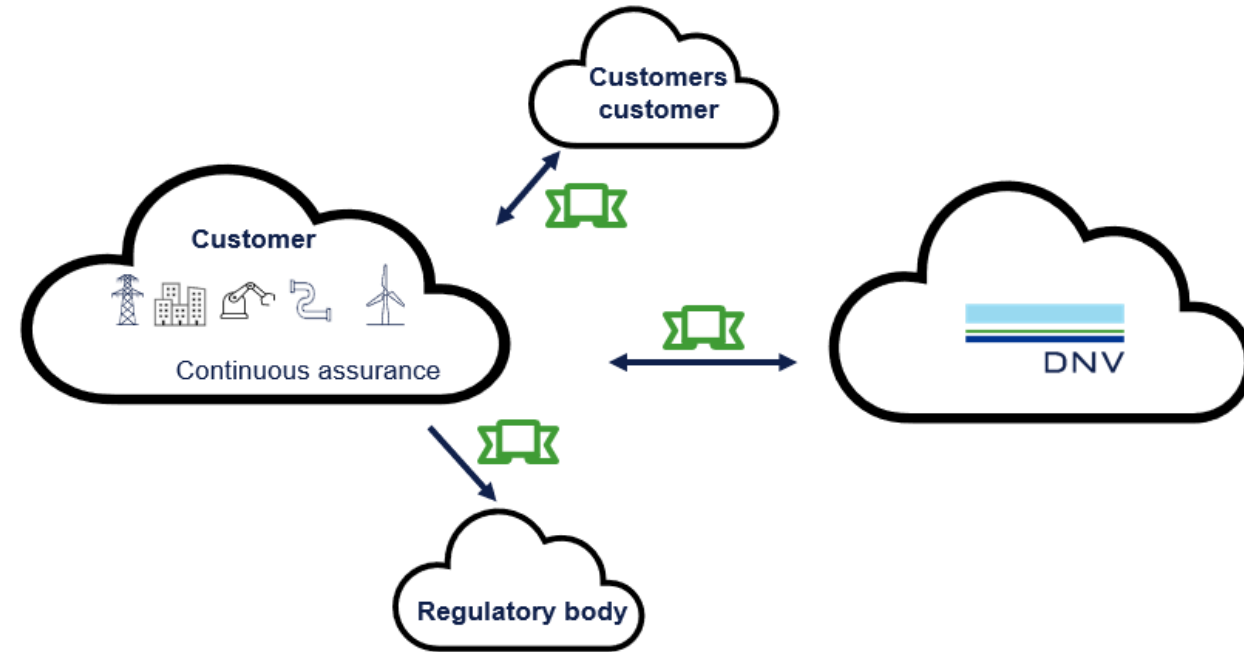 Customers
customer
Customer
Continuous assurance
DNV
Regulatory body